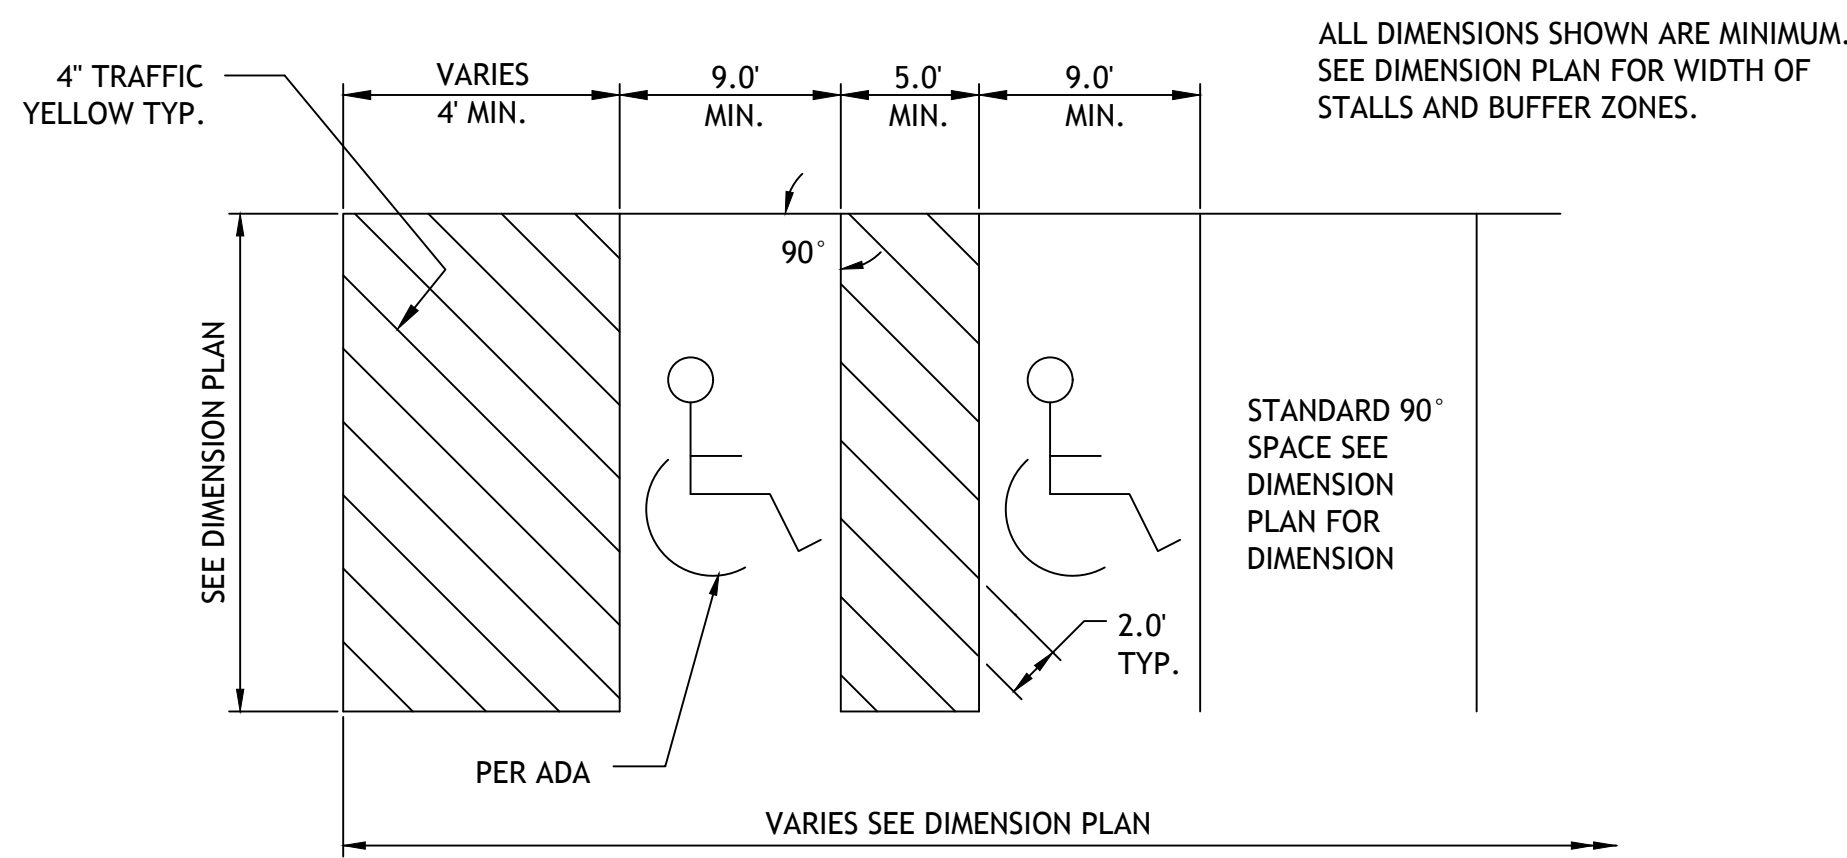 ALL DIMENSIONS SHOWN ARE MINIMUM.
SEE DIMENSION PLAN FOR WIDTH OF
STALLS AND BUFFER ZONES.
4" TRAFFIC
YELLOW TYP.
VARIES
4' MIN.
9.0'
MIN.
5.0'
MIN.
9.0'
MIN.
90°
SEE DIMENSION PLAN
STANDARD 90°
SPACE SEE
DIMENSION
PLAN FOR
DIMENSION
2.0'
TYP.
PER ADA
VARIES SEE DIMENSION PLAN